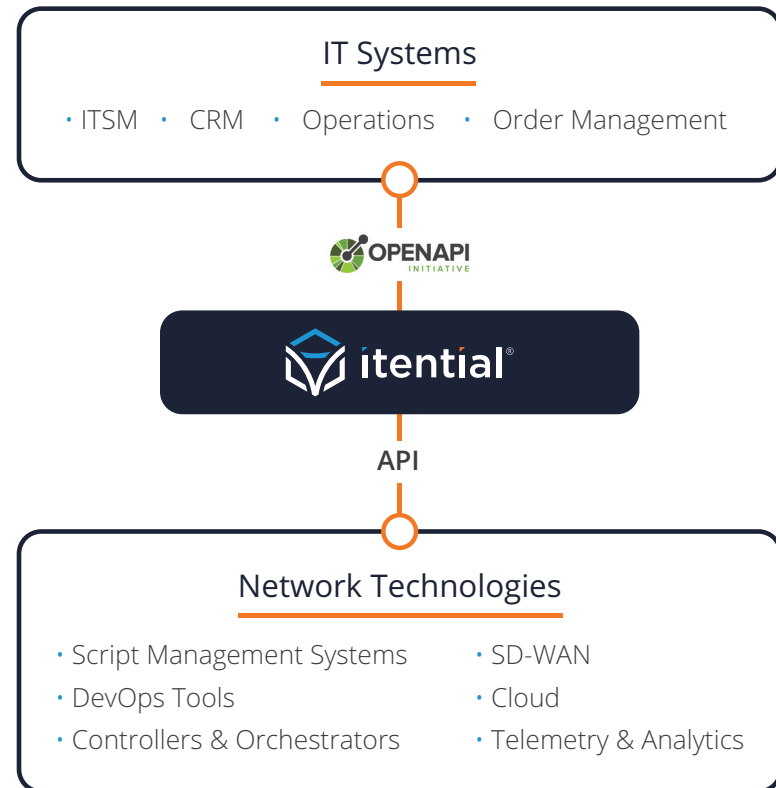 IT Systems
· ITSM · CRM · Operations · Order Management
OPENAPI
INITIATIVE
itential®
API
Network Technologies
· Script Management Systems
· DevOps Tools
· Controllers & Orchestrators
· SD-WAN
· Cloud
· Telemetry & Analytics